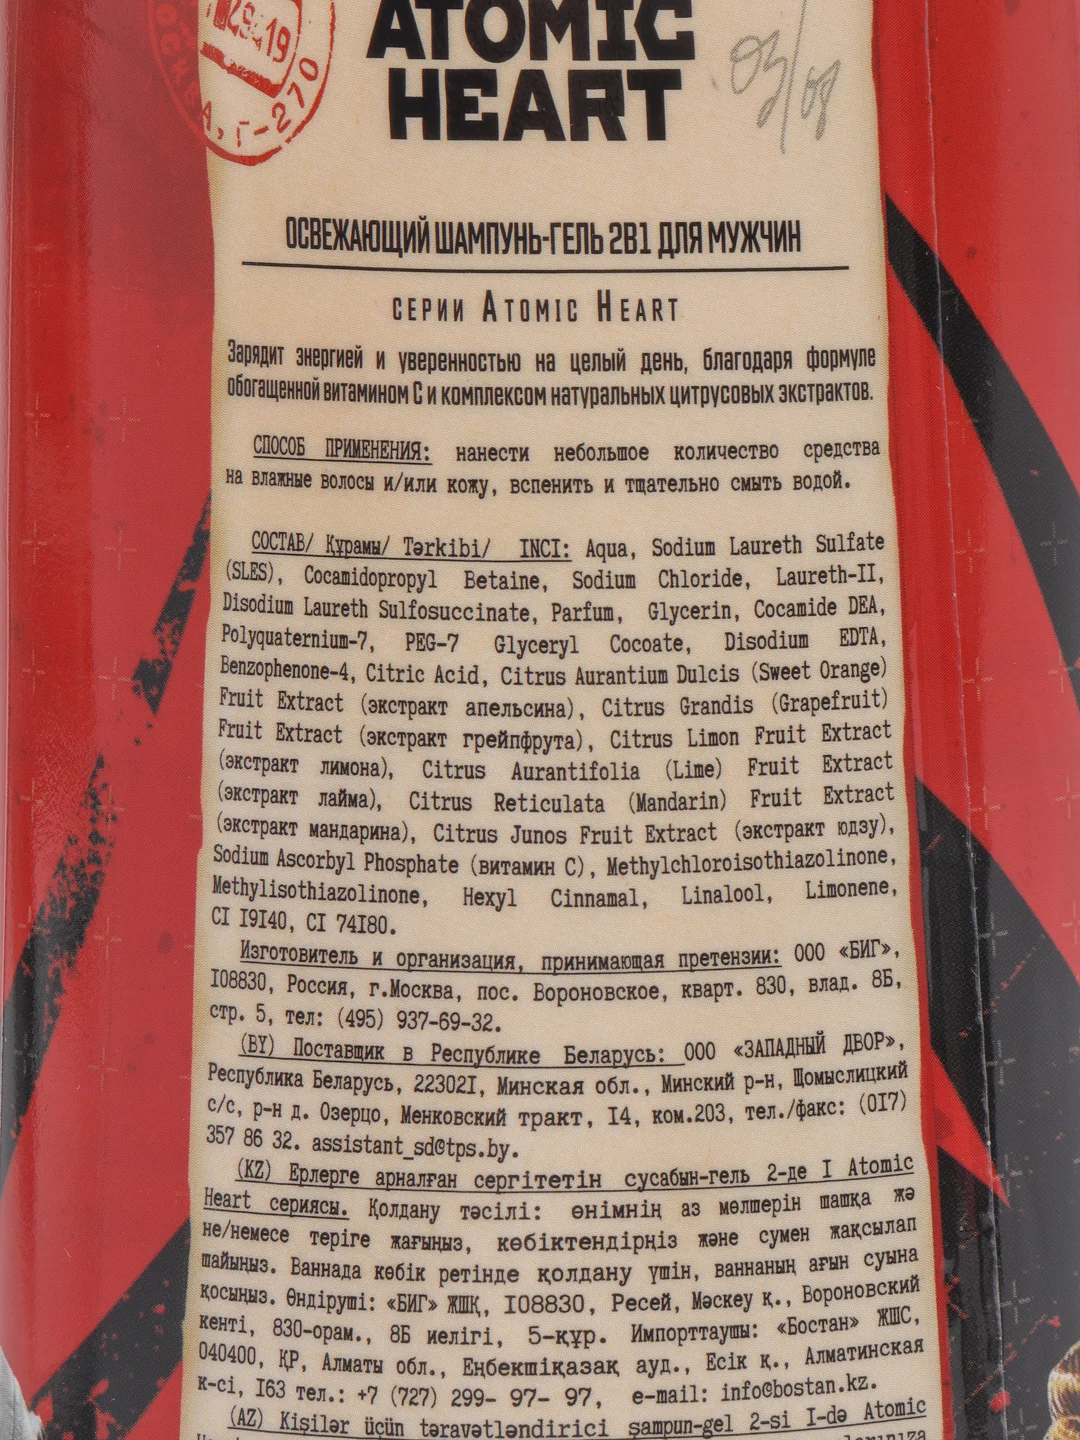 29 19
А, Г-270
ATOMIC
HEART
03/08
ОСВЕЖАЮЩИЙ ШАМПУНЬ-ГЕЛЬ 2В1 ДЛЯ МУЖЧИН
СЕРИИ ATOMIC HEART
Зарядит энергией и уверенностью на целый день, благодаря формуле
обогащенной витамином С и комплексом натуральных цитрусовых экстрактов.
СПОСОБ ПРИМЕНЕНИЯ: нанести небольшое количество средства
на влажные волосы и/или кожу, вспенить и тщательно смыть водой.
СОСТАВ/ Құрамы/ Tərkibi/ INCI: Aqua, Sodium Laureth Sulfate
(SLES), Cocamidopropyl Betaine, Sodium Chloride, Laureth-II,
Disodium Laureth Sulfosuccinate, Parfum, Glycerin, Cocamide DEA,
Polyquaternium-7, PEG-7 Glyceryl Cocoate, Disodium EDTA,
Benzophenone-4, Citric Acid, Citrus Aurantium Dulcis (Sweet Orange)
Fruit Extract (экстракт апельсина), Citrus Grandis (Grapefruit)
Fruit Extract (экстракт грейпфрута), Citrus Limon Fruit Extract
(экстракт лимона), Citrus Aurantifolia (Lime) Fruit Extract
(экстракт лайма), Citrus Reticulata (Mandarin) Fruit Extract
(экстракт мандарина), Citrus Junos Fruit Extract (экстракт юдзу),
Sodium Ascorbyl Phosphate (витамин С), Methylchloroisothiazolinone,
Methylisothiazolinone, Hexyl Cinnamal, Linalool, Limonene,
CI I9I40, CI 74I80.
Изготовитель и организация, принимающая претензии: ООО «БИГ»,
I08830, Россия, г.Москва, пос. Вороновское, кварт. 830, влад. 8Б,
стр. 5, тел: (495) 937-69-32.
(BY) Поставщик в Республике Беларусь: ООО «ЗАПАДНЫЙ ДВОР»,
Республика Беларусь, 22302I, Минская обл., Минский р-н, Щомыслицкий
с/с, р-н д. Озерцо, Менковский тракт, I4, ком.203, тел./факс: (0I7)
357 86 32. assistant_sd@tps.by.
(KZ) Ерлерге арналған сергітетін сусабын-гель 2-де I Atomic
Heart сериясы. Қолдану тәсілі: өнімнің аз мөлшерін шашқа жә
не/немесе теріге жағыңыз, көбіктендіріңіз және сумен жақсылап
шайыңыз. Ваннада көбік ретінде қолдану үшін, ваннаның ағын суына
қосыңыз. Өндіруші: «БИГ» ЖШҚ, I08830, Ресей, Мәскеу қ., Вороновский
кенті, 830-орам., 8Б иелігі, 5-құр. Импорттаушы: «Бостан» ЖШС,
040400, ҚР, Алматы обл., Еңбекшіқазақ ауд., Есік қ., Алматинская
к-сі, I63 тел.: +7 (727) 299- 97- 97, e-mail: info@bostan.kz.
(AZ) Kişilər üçün təravətləndirici şampun-gel 2-si I-də Atomic